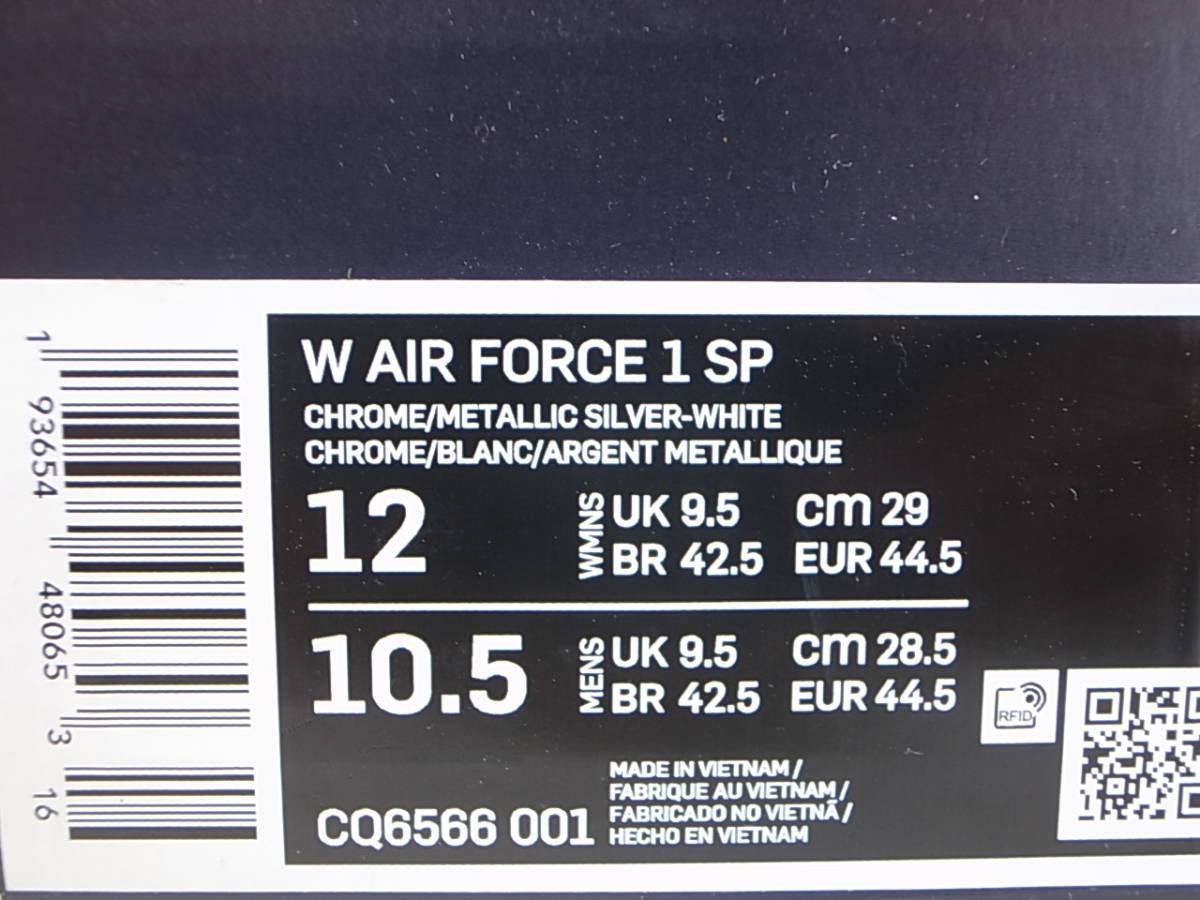 W AIR FORCE 1 SP
CHROME/METALLIC SILVER-WHITE
CHROME/BLANC/ARGENT METALLIQUE
12 WMNS UK 9.5 cm 29
BR 42.5 EUR 44.5
10.5 MENS UK 9.5 cm 28.5
BR 42.5 EUR 44.5
RFID
MADE IN VIETNAM /
FABRIQUE AU VIETNAM /
FABRICADO NO VIETNÃ /
HECHO EN VIETNAM
CQ6566 001
1 93654 48065 3 16